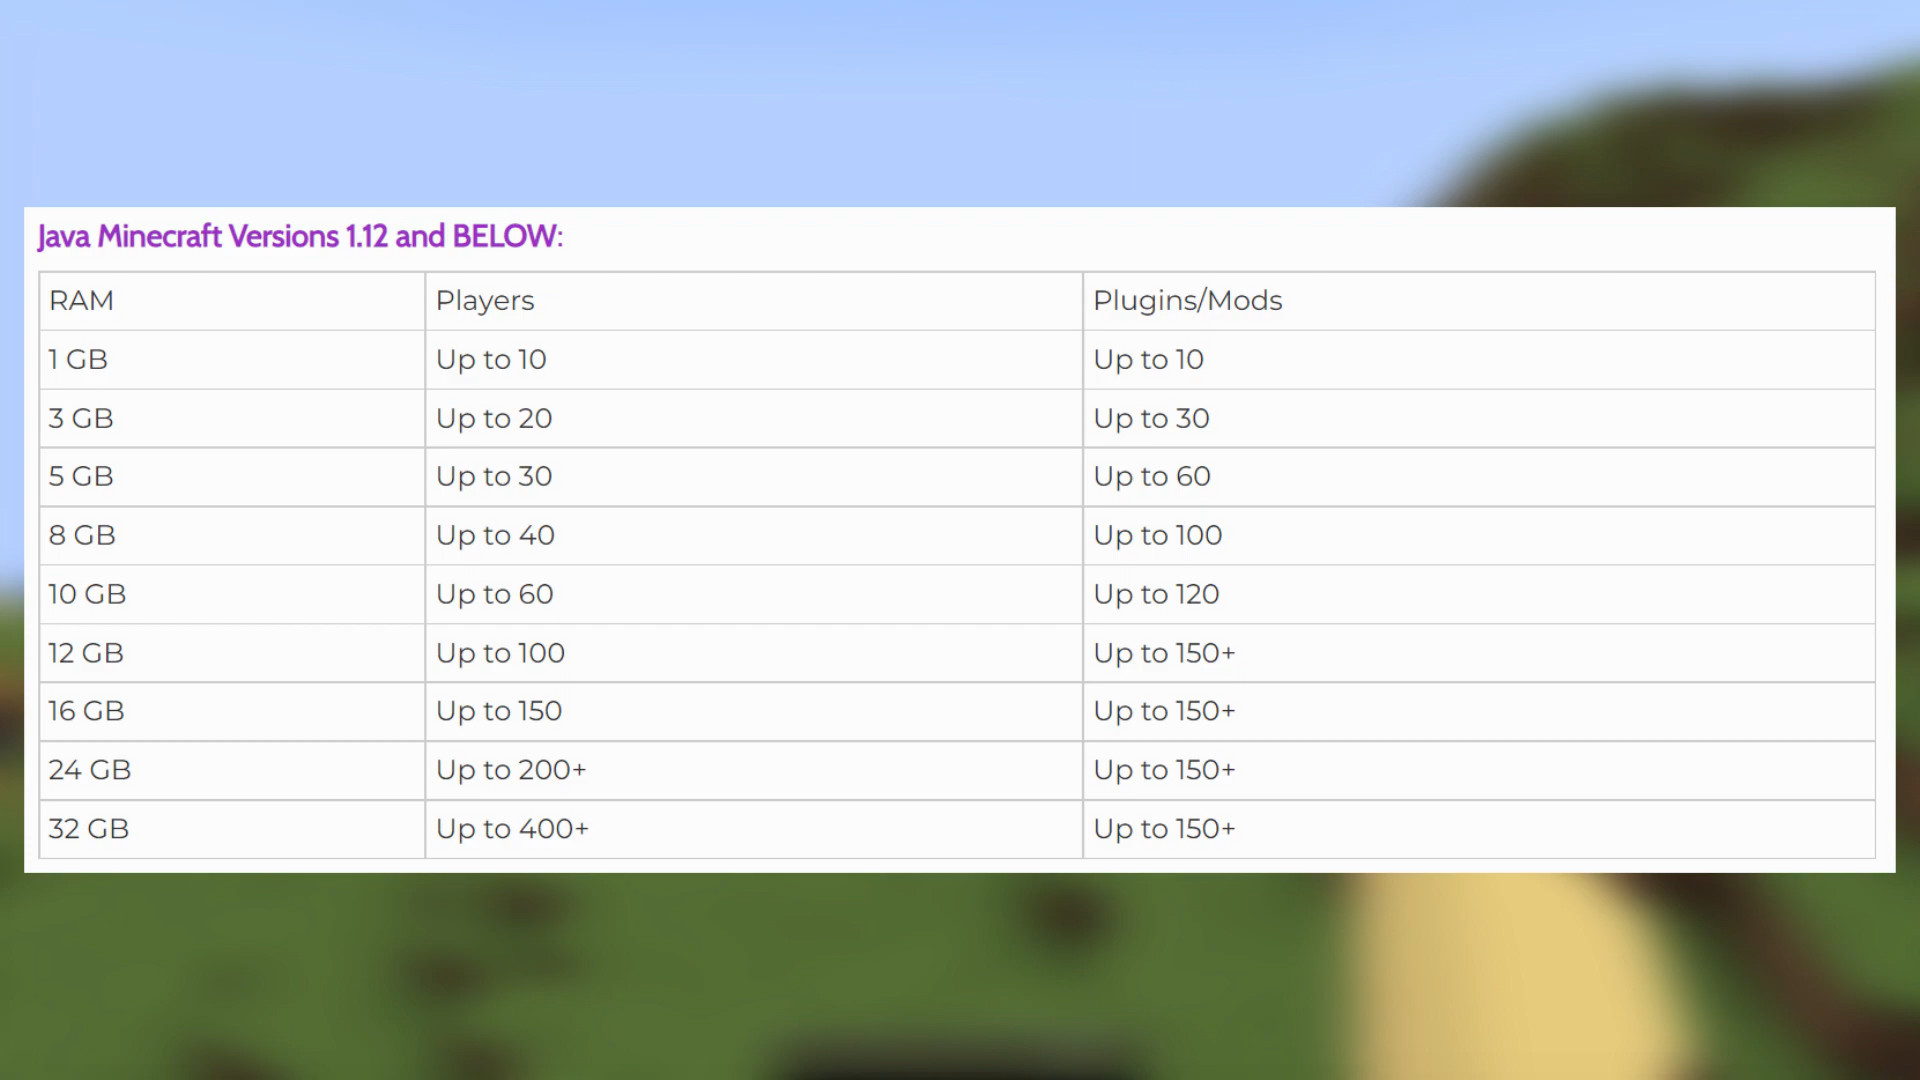 Java Minecraft Versions 1.12 and BELOW:
RAM Players Plugins/Mods
1 GB Up to 10 Up to 10
3 GB Up to 20 Up to 30
5 GB Up to 30 Up to 60
8 GB Up to 40 Up to 100
10 GB Up to 60 Up to 120
12 GB Up to 100 Up to 150+
16 GB Up to 150 Up to 150+
24 GB Up to 200+ Up to 150+
32 GB Up to 400+ Up to 150+